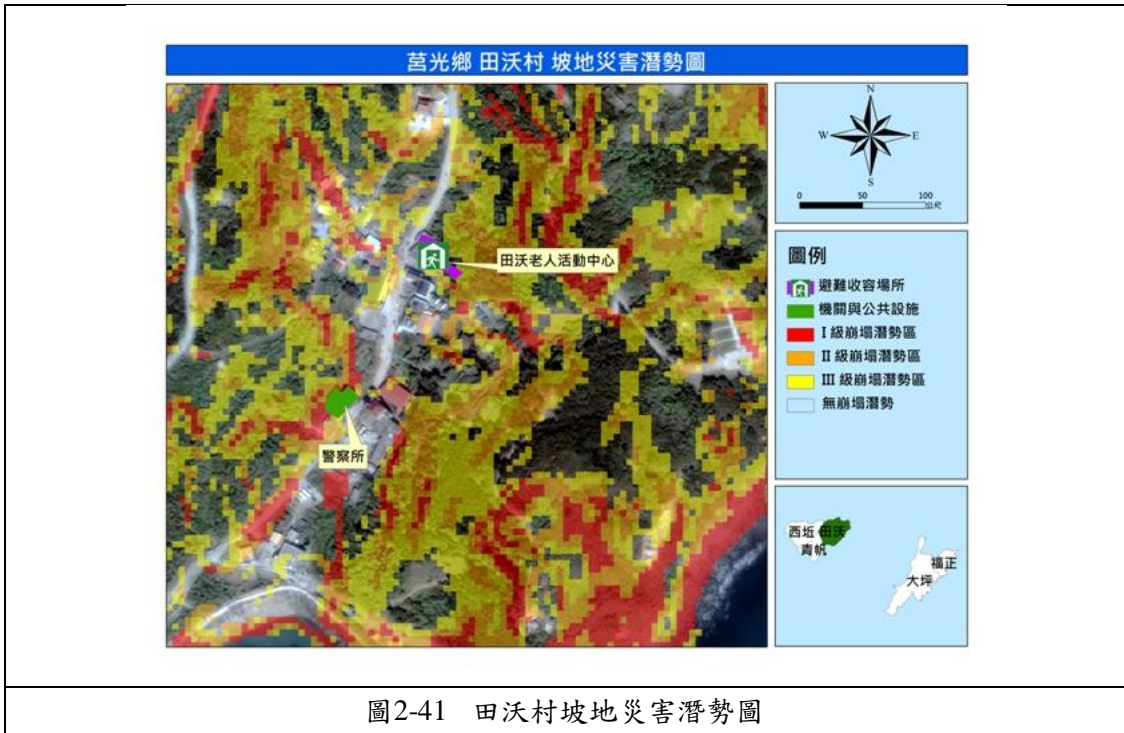 莒光鄉 田沃村 坡地災害潛勢圖
N
W
E
S
0 50 100
公尺
田沃老人活動中心
警察所
圖例
避難收容場所
機關與公共設施
I 級崩塌潛勢區
II 級崩塌潛勢區
III 級崩塌潛勢區
無崩塌潛勢
西坵 田沃
青帆
福正
大坪
圖2-41 田沃村坡地災害潛勢圖